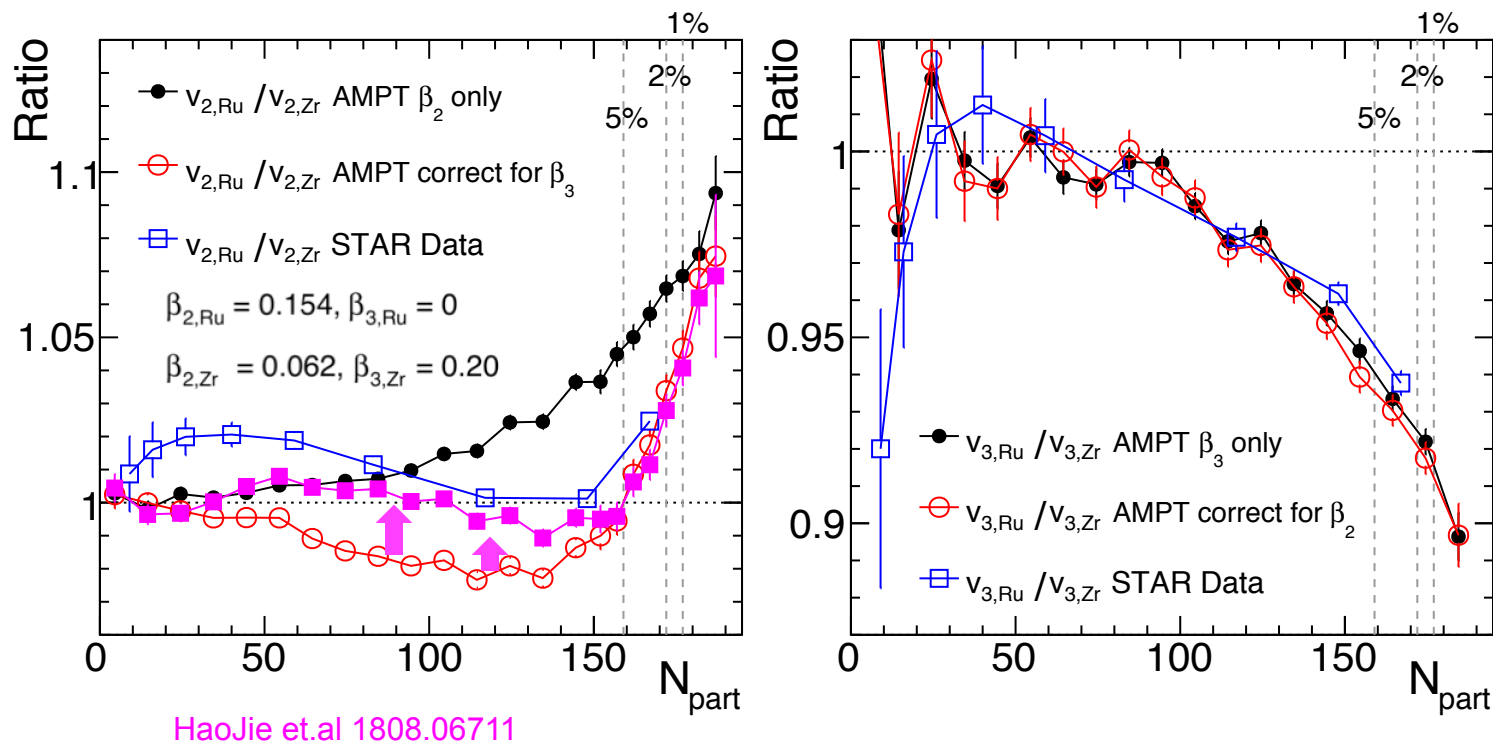 1%
2%
5%
Ratio
1.1
1.05
1
v2,Ru /v2,Zr AMPT β2 only
v2,Ru /v2,Zr AMPT correct for β3
v2,Ru /v2,Zr STAR Data
β2,Ru = 0.154, β3,Ru = 0
β2,Zr = 0.062, β3,Zr = 0.20
0 50 100 150
Npart
HaoJie et.al 1808.06711
1%
2%
5%
Ratio
1
0.95
0.9
v3,Ru /v3,Zr AMPT β3 only
v3,Ru /v3,Zr AMPT correct for β2
v3,Ru /v3,Zr STAR Data
0 50 100 150
Npart